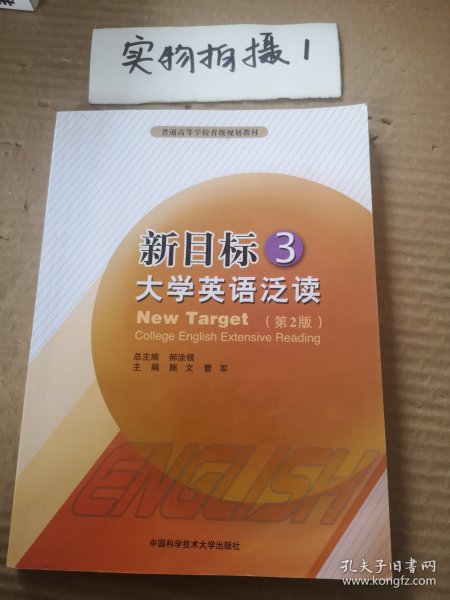 实物拍摄1
普通高等学校省级规划教材
新目标 3
大学英语泛读
New Target (第2版)
College English Extensive Reading
总主编 郝涂根
主编 陈文 曹军
ENGLISH
中国科学技术大学出版社
孔夫子旧书网
www.kongfz.com